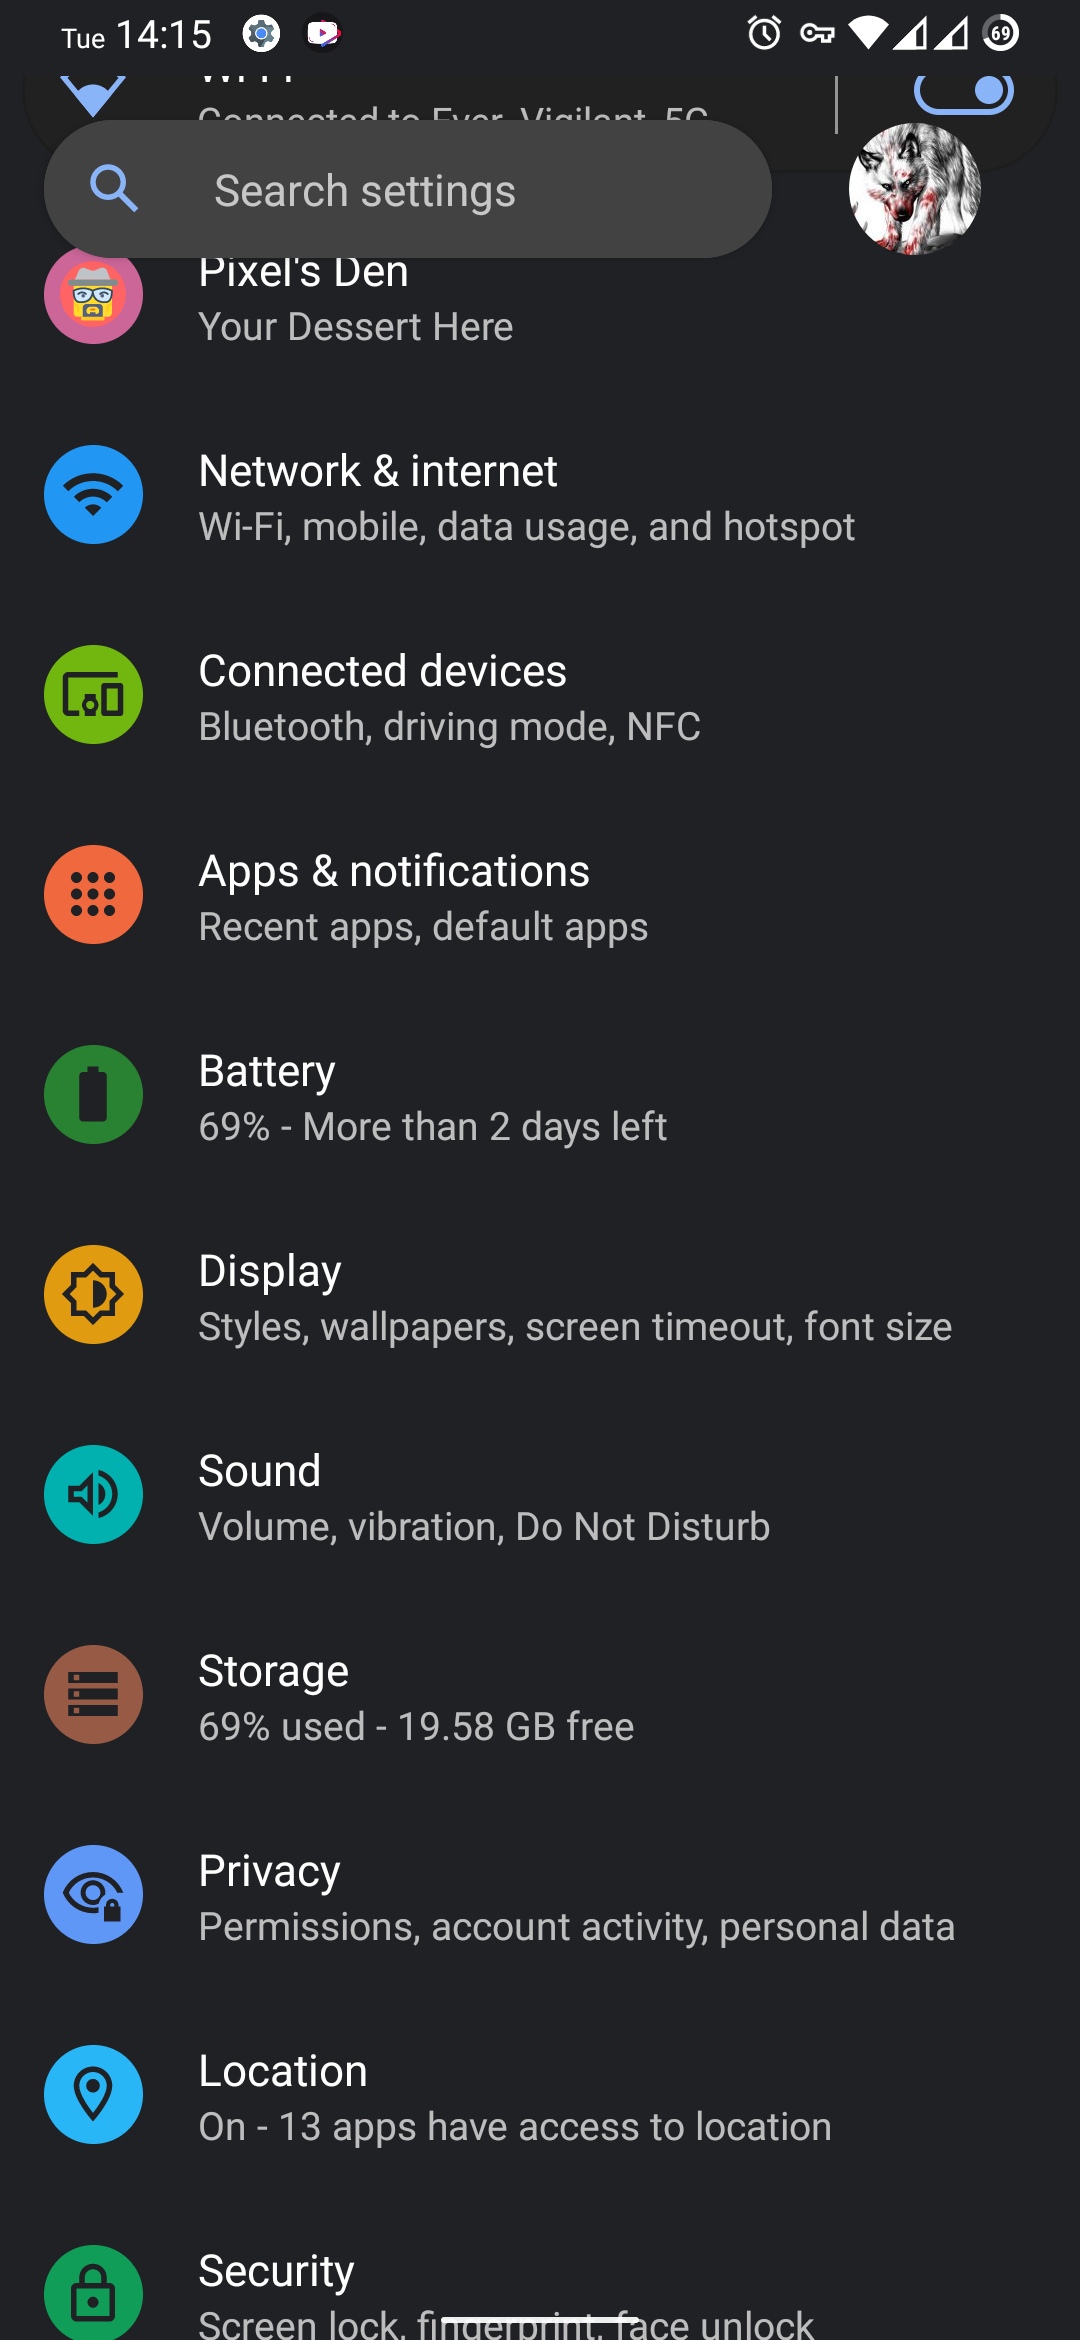 Tue 14:15
69
Wi-Fi
Connected to Ever_Vigilant_5G
Search settings
Pixel's Den
Your Dessert Here
Network & internet
Wi-Fi, mobile, data usage, and hotspot
Connected devices
Bluetooth, driving mode, NFC
Apps & notifications
Recent apps, default apps
Battery
69% - More than 2 days left
Display
Styles, wallpapers, screen timeout, font size
Sound
Volume, vibration, Do Not Disturb
Storage
69% used - 19.58 GB free
Privacy
Permissions, account activity, personal data
Location
On - 13 apps have access to location
Security
Screen lock, fingerprint, face unlock